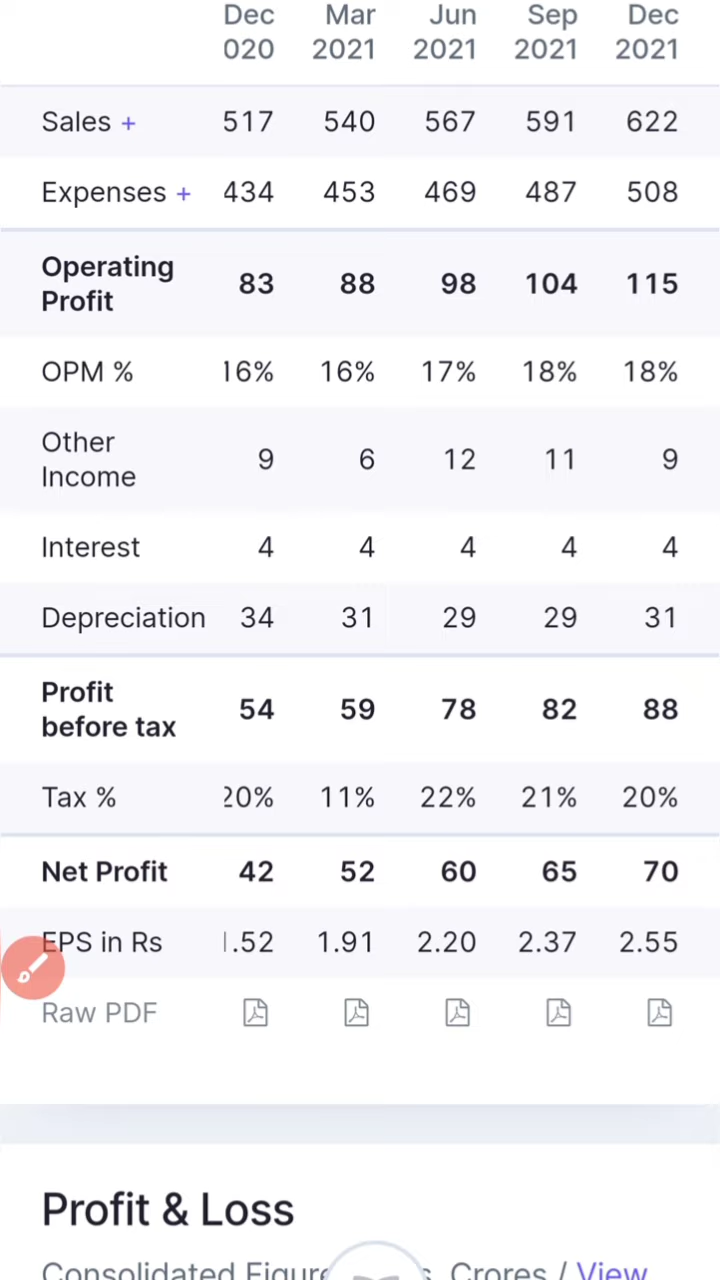 Dec Mar Jun Sep Dec
020 2021 2021 2021 2021
Sales + 517 540 567 591 622
Expenses + 434 453 469 487 508
Operating
Profit 83 88 98 104 115
OPM % 16% 16% 17% 18% 18%
Other
Income 9 6 12 11 9
Interest 4 4 4 4 4
Depreciation 34 31 29 29 31
Profit
before tax 54 59 78 82 88
Tax % 20% 11% 22% 21% 20%
Net Profit 42 52 60 65 70
EPS in Rs 1.52 1.91 2.20 2.37 2.55
Raw PDF
Profit & Loss
Consolidated Figure Crores / View